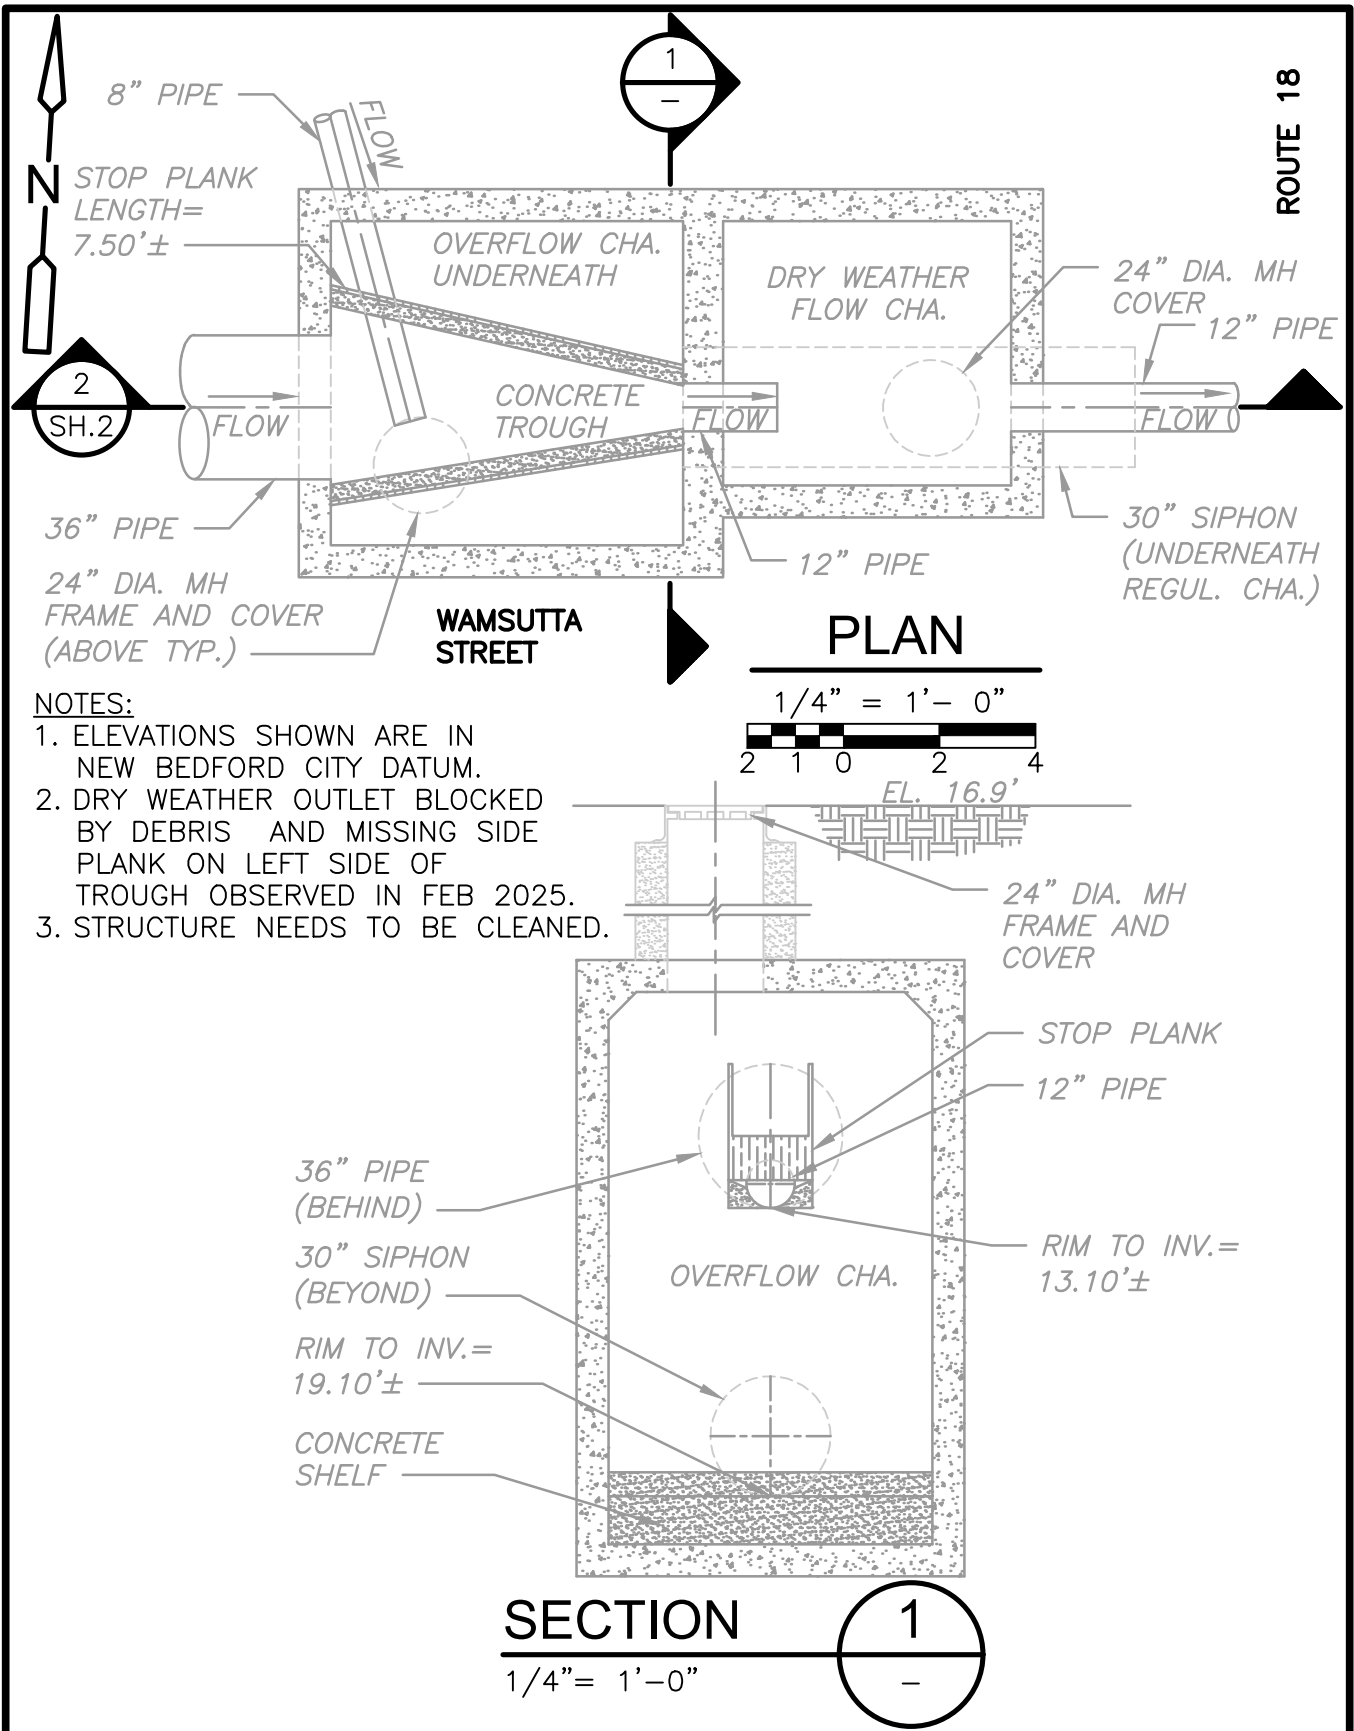 1
–
ROUTE 18
8” PIPE
FLOW
N
STOP PLANK
LENGTH=
7.50’±
OVERFLOW CHA.
UNDERNEATH
DRY WEATHER
FLOW CHA.
24” DIA. MH
COVER
12” PIPE
2
SH.2
FLOW
CONCRETE
TROUGH
FLOW
FLOW
36” PIPE
12” PIPE
30” SIPHON
(UNDERNEATH
REGUL. CHA.)
24” DIA. MH
FRAME AND COVER
(ABOVE TYP.)
WAMSUTTA
STREET
PLAN
1/4” = 1’– 0”
2 1 0 2 4
NOTES:
1. ELEVATIONS SHOWN ARE IN
NEW BEDFORD CITY DATUM.
2. DRY WEATHER OUTLET BLOCKED
BY DEBRIS AND MISSING SIDE
PLANK ON LEFT SIDE OF
TROUGH OBSERVED IN FEB 2025.
3. STRUCTURE NEEDS TO BE CLEANED.
EL. 16.9’
24” DIA. MH
FRAME AND
COVER
STOP PLANK
12” PIPE
36” PIPE
(BEHIND)
30” SIPHON
(BEYOND)
OVERFLOW CHA.
RIM TO INV.=
13.10’±
RIM TO INV.=
19.10’±
CONCRETE
SHELF
SECTION
1/4”= 1’–0”
1
–